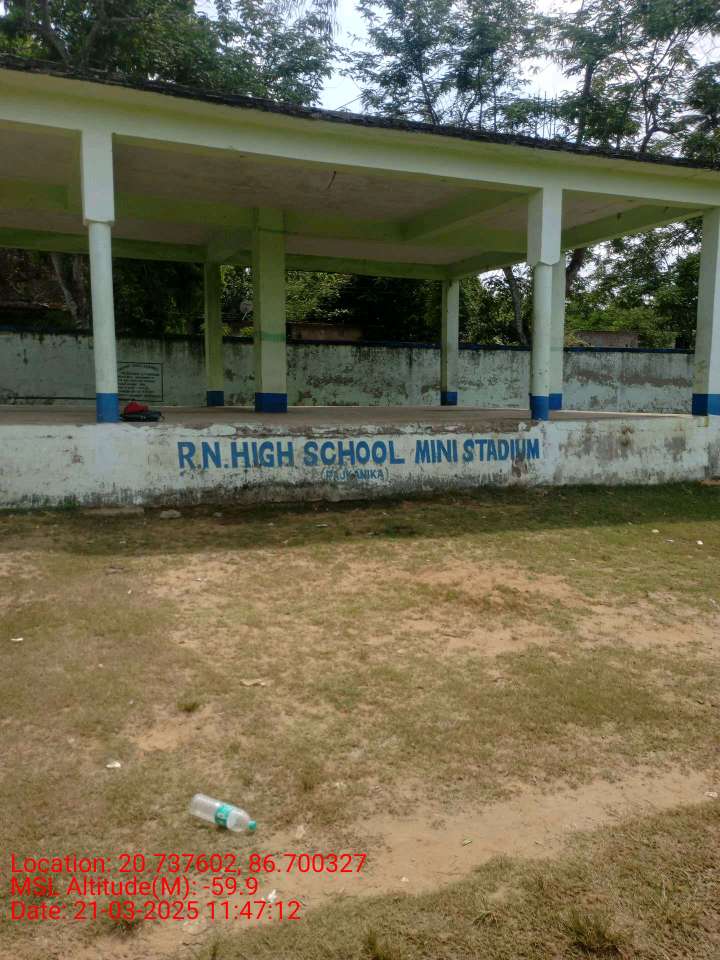 R.N. HIGH SCHOOL MINI STADIUM
(RAJKANIKA)
Location: 20.737602, 86.700327
MSL Altitude(M): -59.9
Date: 21-03-2025 11:47:12